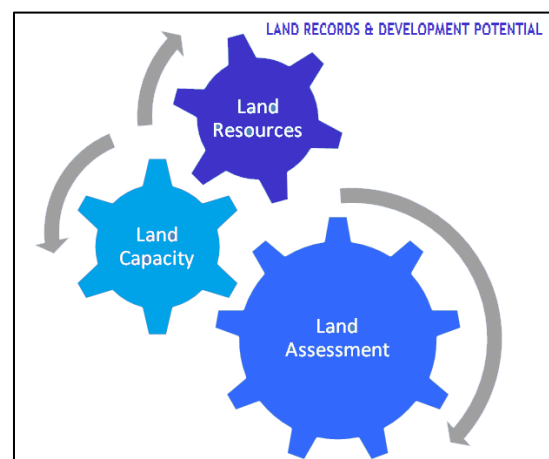 LAND RECORDS & DEVELOPMENT POTENTIAL
Land
Resources
Land
Capacity
Land
Assessment